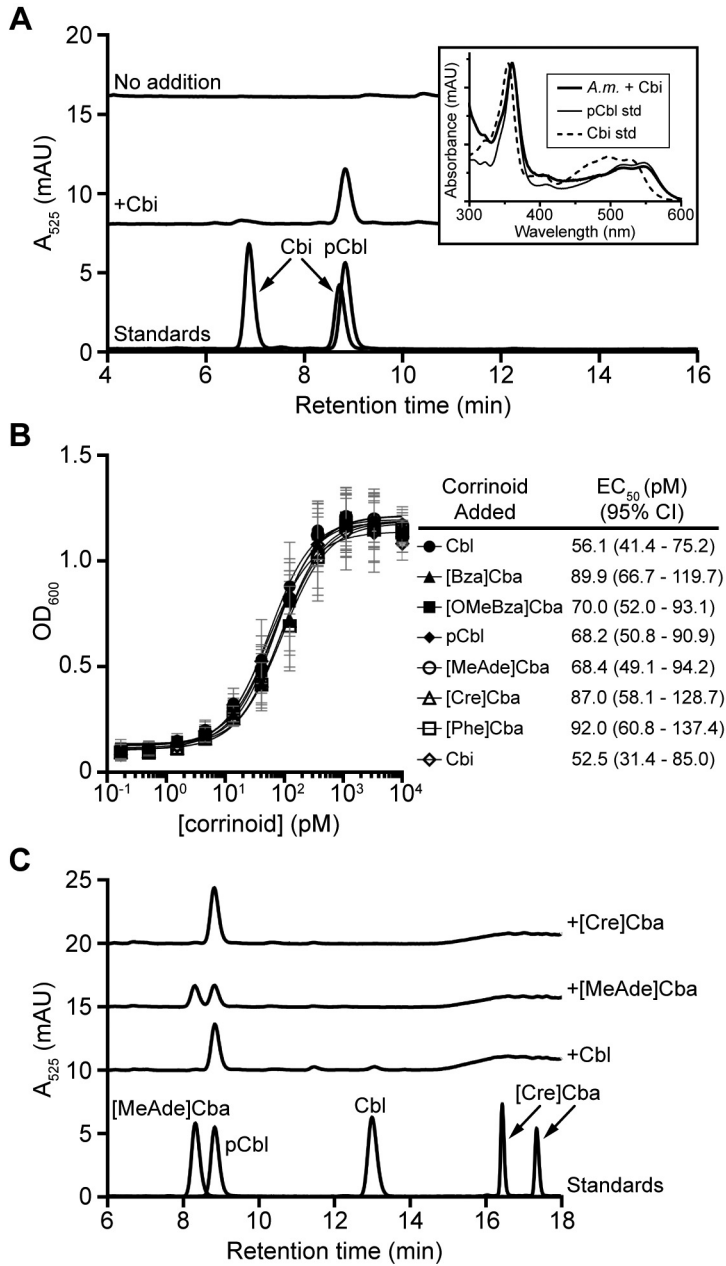 A
20
15
10
5
0
A525 (mAU)
No addition
+Cbi
Cbi pCbl
Standards
4 6 8 10 12 14 16
Retention time (min)
Absorbance (mAU)
A.m. + Cbi
pCbl std
Cbi std
300 400 500 600
Wavelength (nm)
B
1.5
1.0
0.5
0
OD600
10-1 100 101 102 103 104
[corrinoid] (pM)
Corrinoid Added EC50 (pM) (95% CI)
Cbl 56.1 (41.4 - 75.2)
[Bza]Cba 89.9 (66.7 - 119.7)
[OMeBza]Cba 70.0 (52.0 - 93.1)
pCbl 68.2 (50.8 - 90.9)
[MeAde]Cba 68.4 (49.1 - 94.2)
[Cre]Cba 87.0 (58.1 - 128.7)
[Phe]Cba 92.0 (60.8 - 137.4)
Cbi 52.5 (31.4 - 85.0)
C
25
20
15
10
5
0
A525 (mAU)
+[Cre]Cba
+[MeAde]Cba
+Cbl
[MeAde]Cba
pCbl
Cbl
[Cre]Cba
Standards
6 8 10 12 14 16 18
Retention time (min)